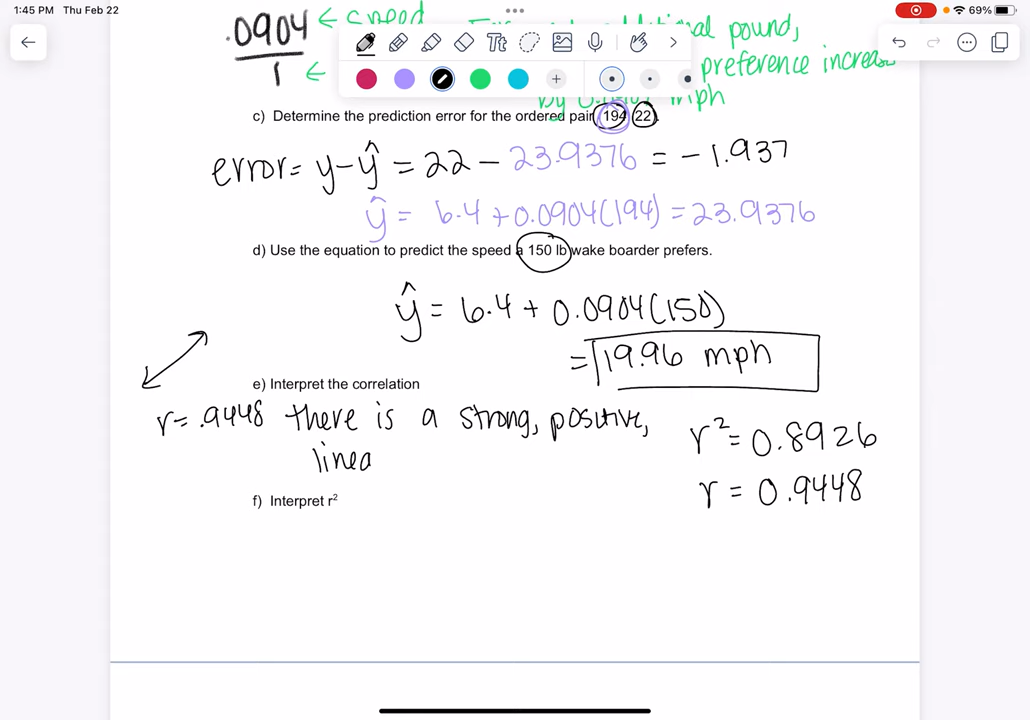 1:45 PM Thu Feb 22
69%
.0904 ← speed
1 ←
al pound,
preference increase
by mph
c) Determine the prediction error for the ordered pair (194, 22).
error = y - ŷ = 22 - 23.9376 = -1.937
ŷ = 6.4 + 0.0904(194) = 23.9376
d) Use the equation to predict the speed a 150 lb wake boarder prefers.
ŷ = 6.4 + 0.0904(150)
= 19.96 mph
e) Interpret the correlation
r = .9448 there is a strong, positive,
linea
r² = 0.8926
r = 0.9448
f) Interpret r²